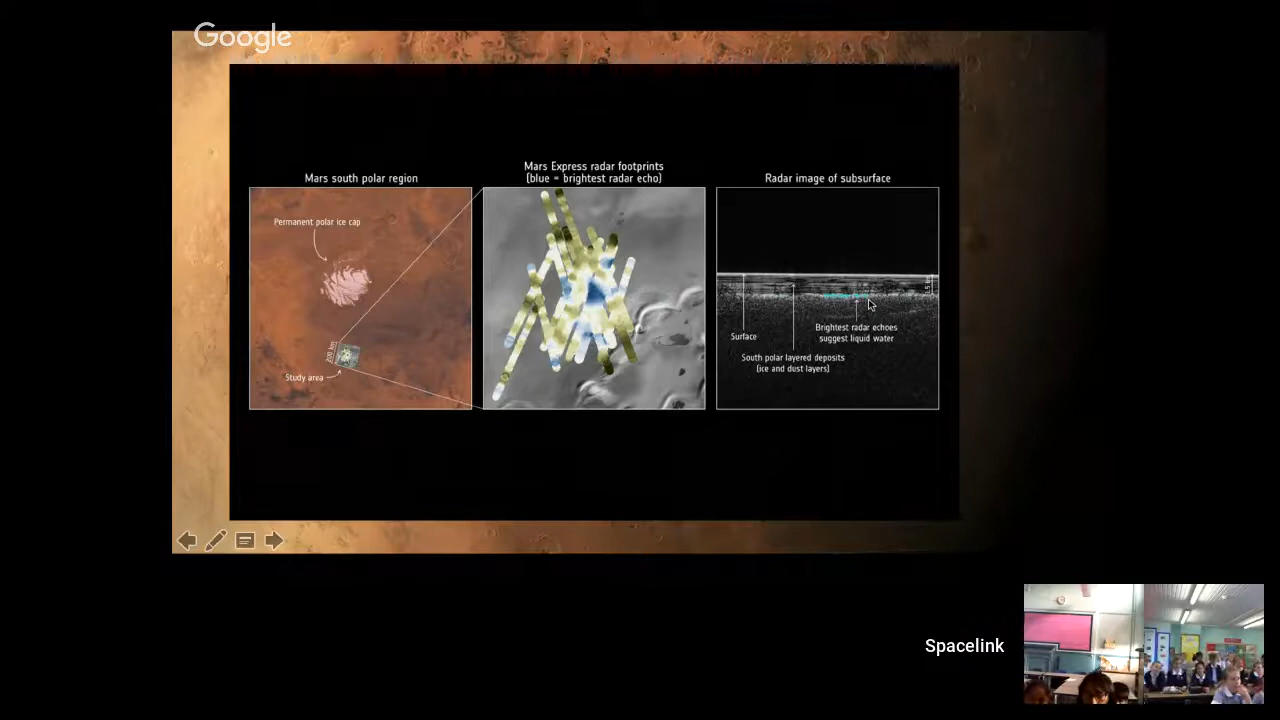 Google
Mars south polar region
Permanent polar ice cap
200 km
Study area
Mars Express radar footprints
(blue = brightest radar echo)
Radar image of subsurface
Surface
Brightest radar echoes
suggest liquid water
South polar layered deposits
(ice and dust layers)
Spacelink